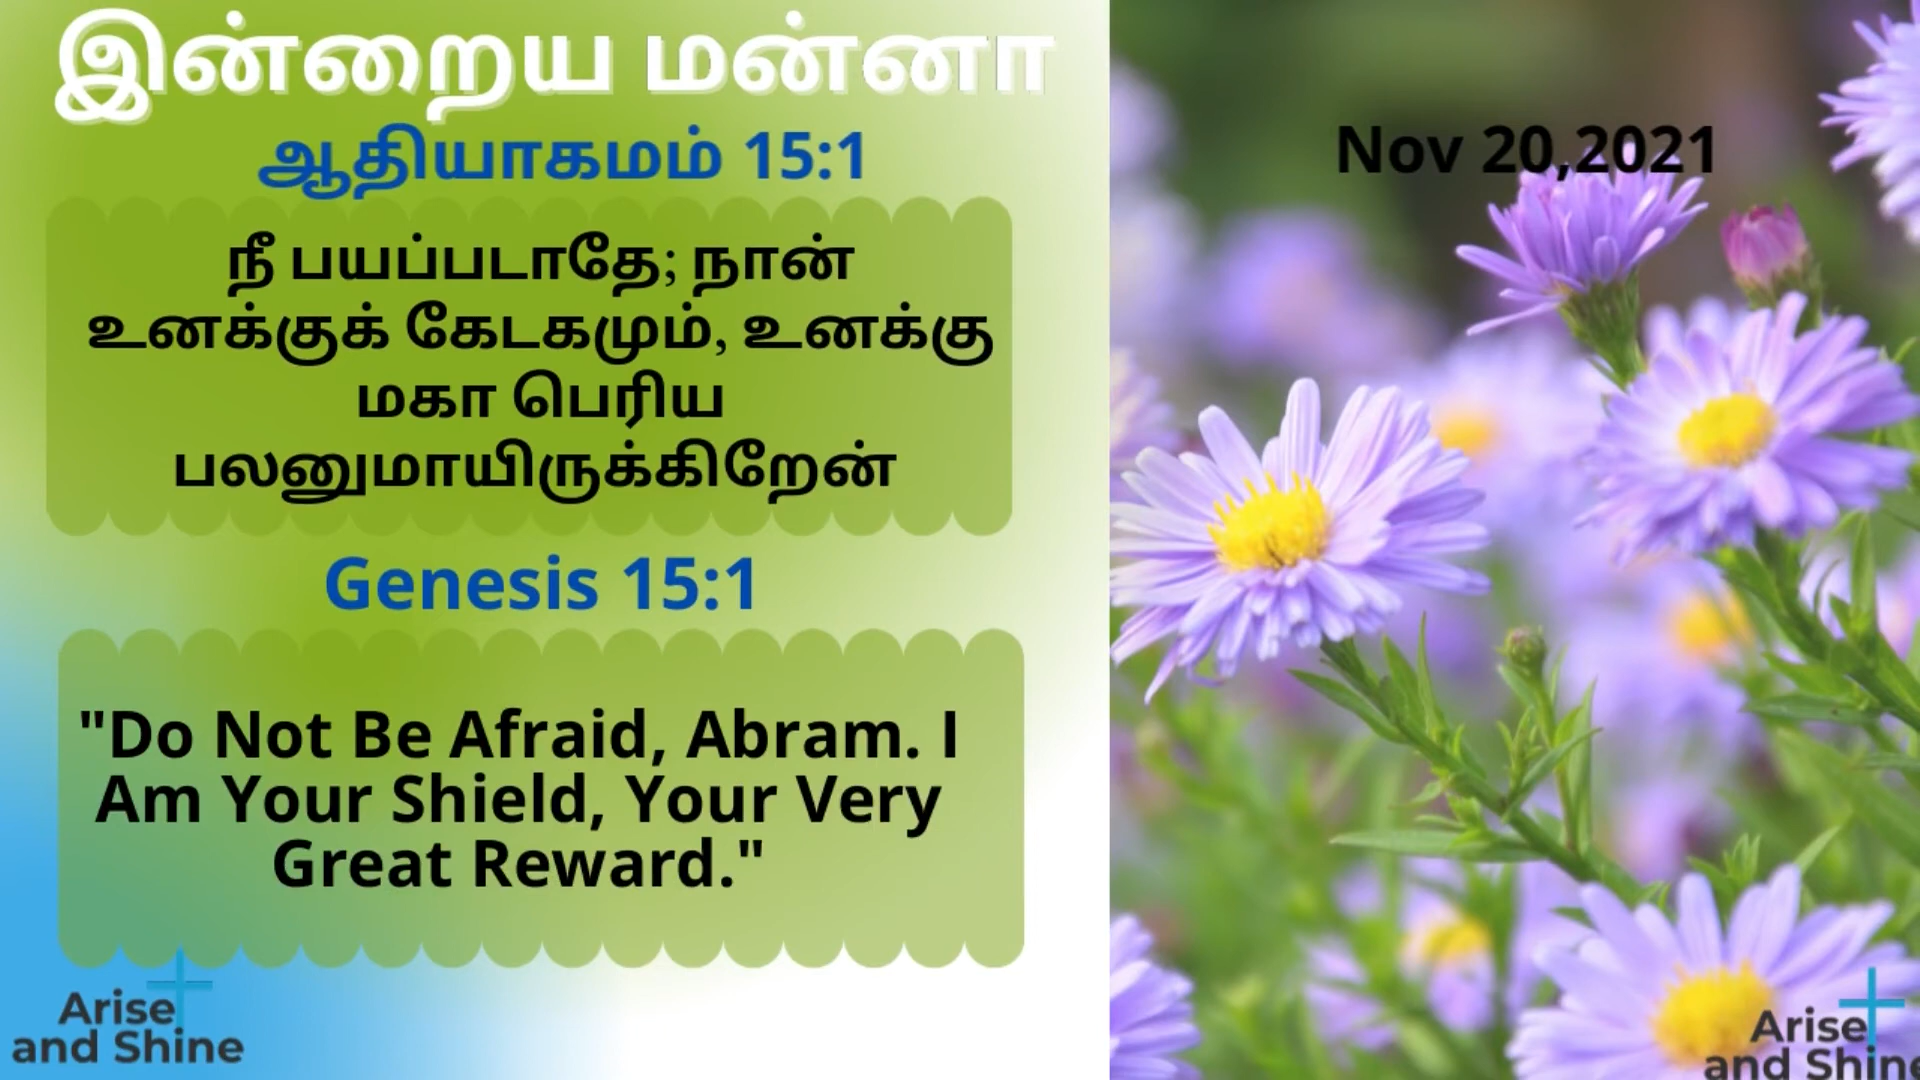 இன்றைய மன்னா
ஆதியாகமம் 15:1
நீ பயப்படாதே; நான்
உனக்குக் கேடகமும், உனக்கு
மகா பெரிய
பலனுமாயிருக்கிறேன்
Genesis 15:1
"Do Not Be Afraid, Abram. I
Am Your Shield, Your Very
Great Reward."
Arise
and Shine
Nov 20,2021
Arise
and Shine